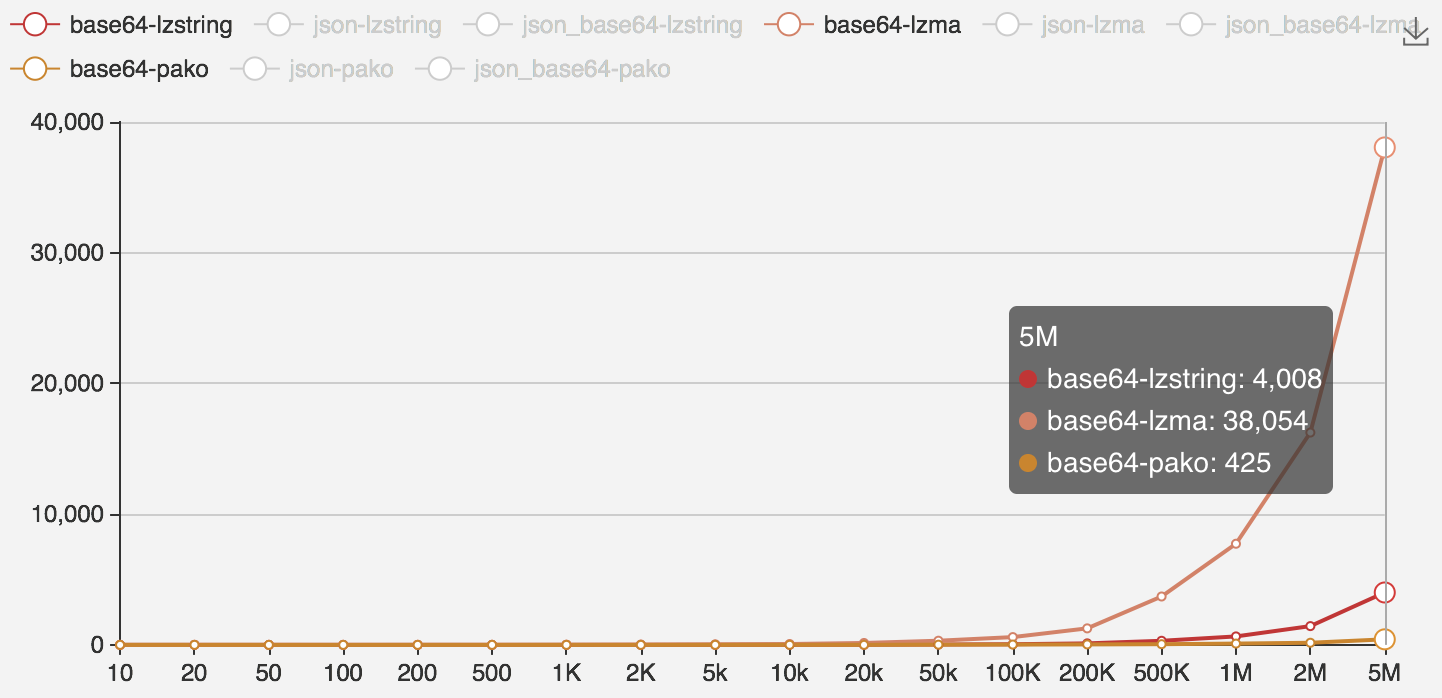 base64-lzstring json-lzstring json_base64-lzstring base64-lzma json-lzma json_base64-lzma
base64-pako json-pako json_base64-pako
40,000
30,000
20,000
10,000
0
5M
base64-lzstring: 4,008
base64-lzma: 38,054
base64-pako: 425
10 20 50 100 200 500 1K 2K 5k 10k 20k 50k 100K 200K 500K 1M 2M 5M